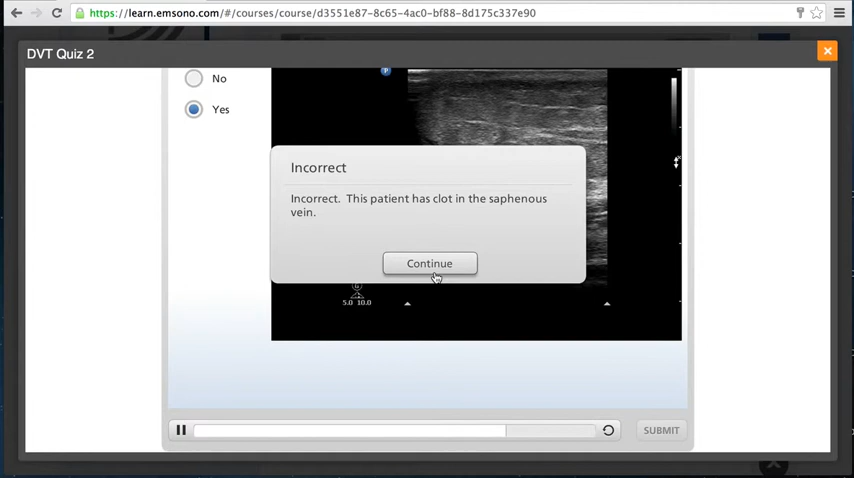 https://learn.emsono.com/#/courses/course/d3551e87-8c65-4ac0-bf88-8d175c337e90
DVT Quiz 2
No
Yes
P
Incorrect
Incorrect. This patient has clot in the saphenous
vein.
Continue
G
5.0 10.0
SUBMIT